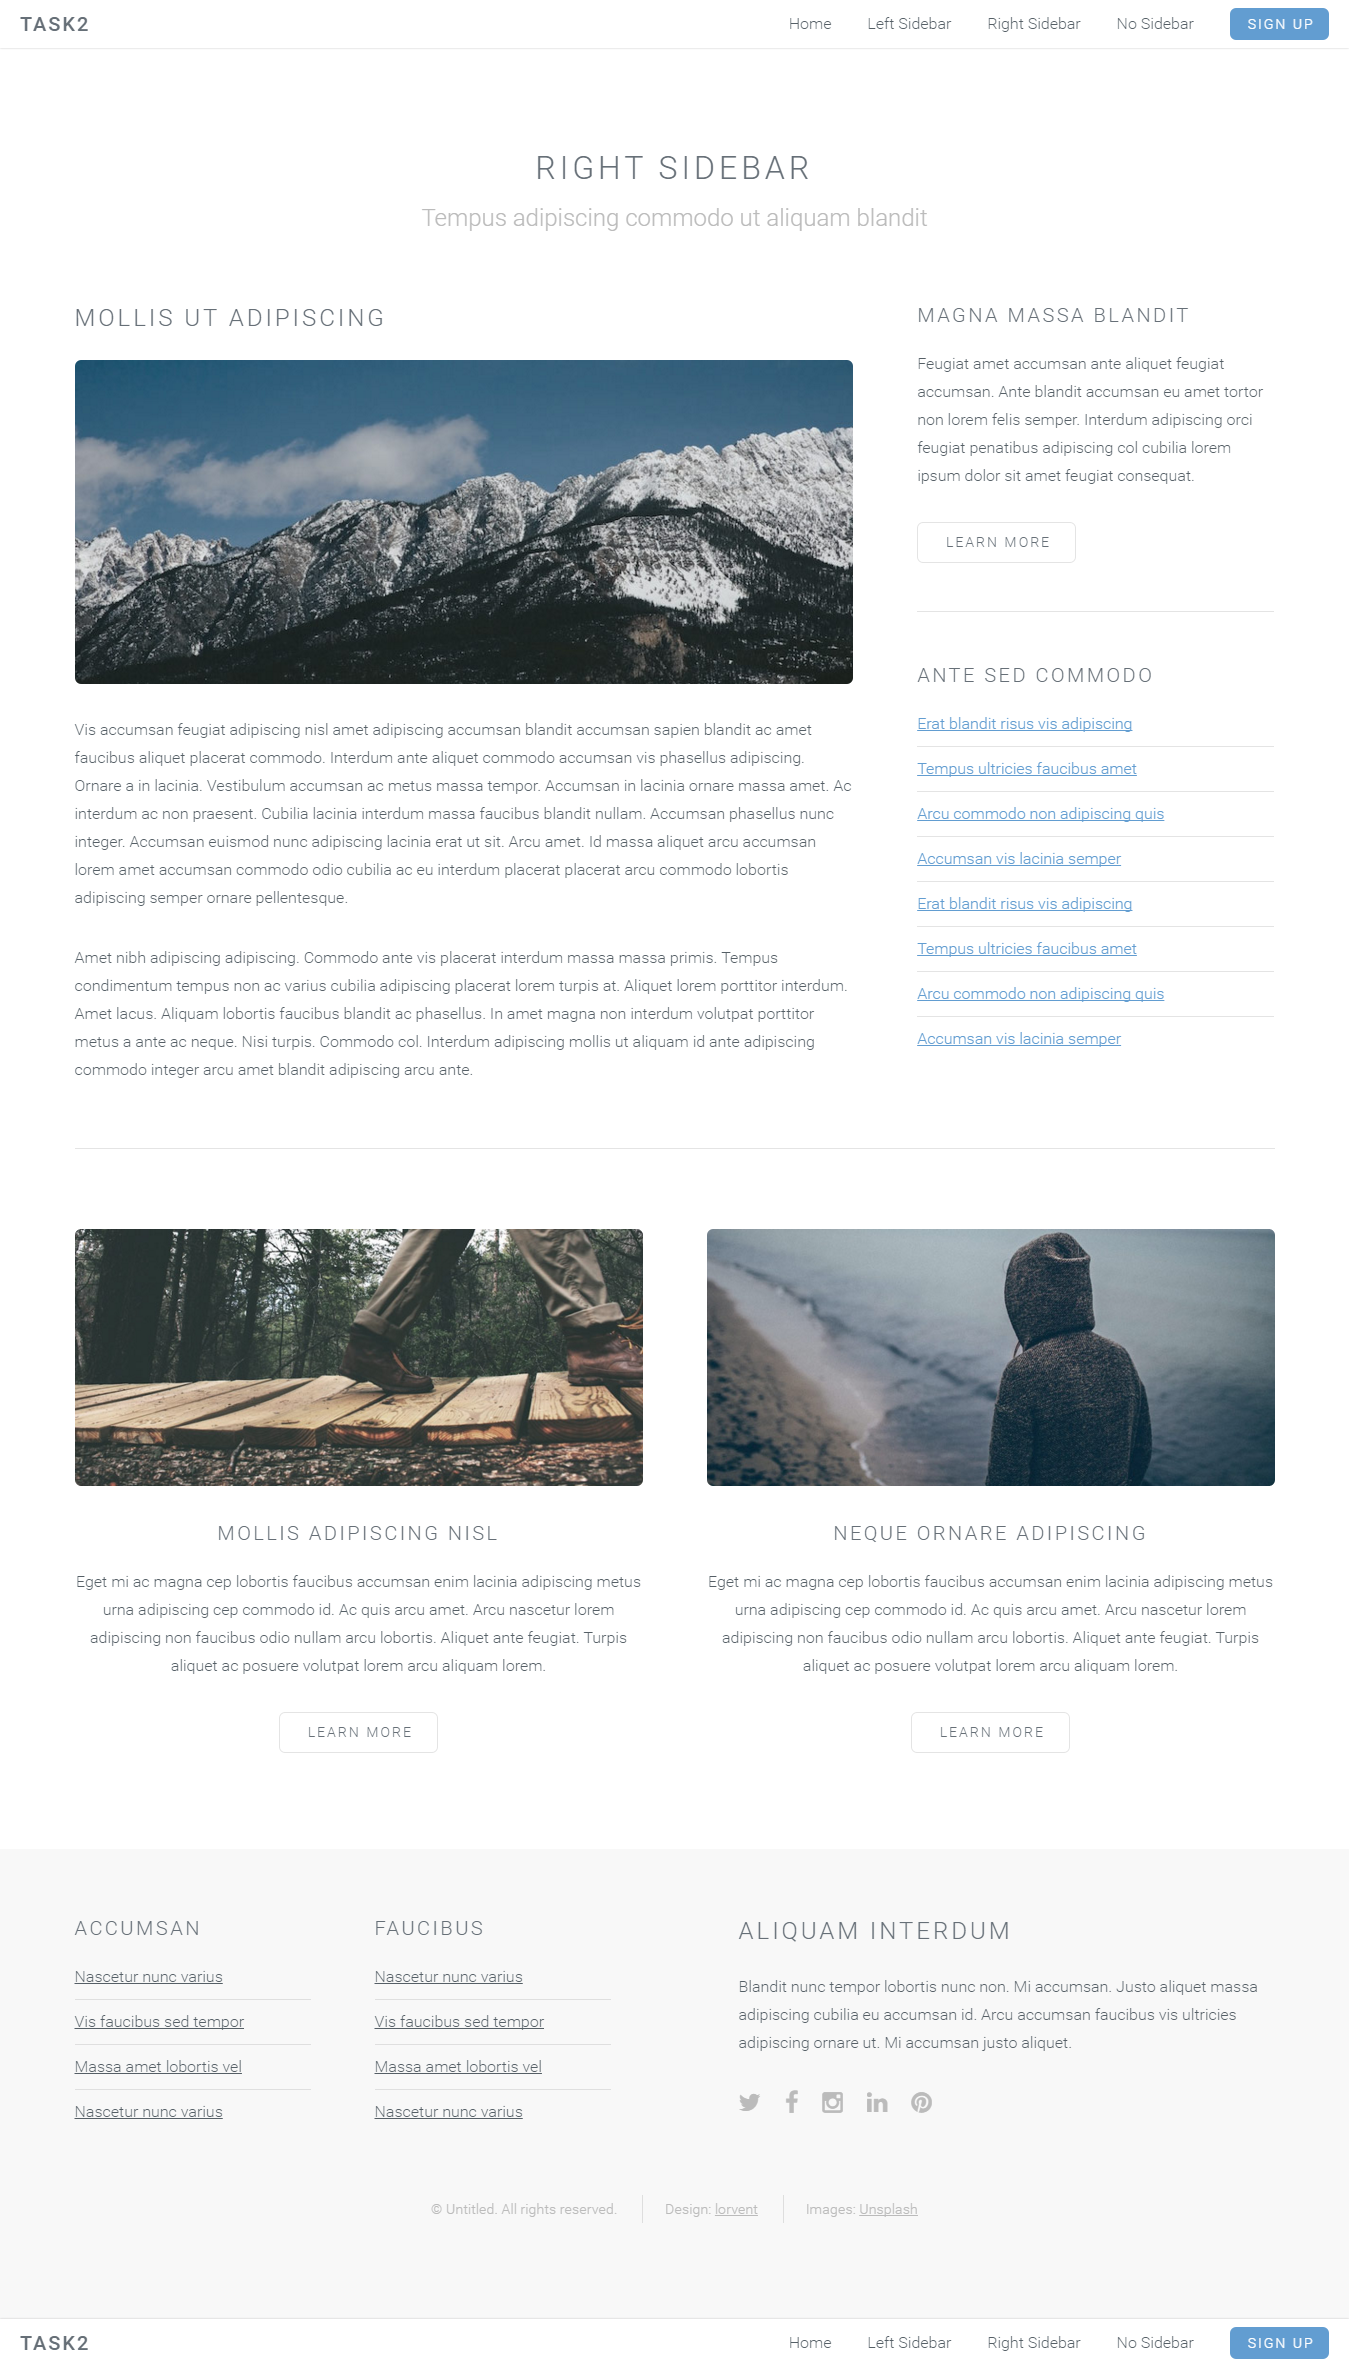 TASK2
Home Left Sidebar Right Sidebar No Sidebar SIGN UP
RIGHT SIDEBAR
Tempus adipiscing commodo ut aliquam blandit
MOLLIS UT ADIPISCING
Vis accumsan feugiat adipiscing nisl amet adipiscing accumsan blandit accumsan sapien blandit ac amet
faucibus aliquet placerat commodo. Interdum ante aliquet commodo accumsan vis phasellus adipiscing.
Ornare a in lacinia. Vestibulum accumsan ac metus massa tempor. Accumsan in lacinia ornare massa amet. Ac
interdum ac non praesent. Cubilia lacinia interdum massa faucibus blandit nullam. Accumsan phasellus nunc
integer. Accumsan euismod nunc adipiscing lacinia erat ut sit. Arcu amet. Id massa aliquet arcu accumsan
lorem amet accumsan commodo odio cubilia ac eu interdum placerat placerat arcu commodo lobortis
adipiscing semper ornare pellentesque.
Amet nibh adipiscing adipiscing. Commodo ante vis placerat interdum massa massa primis. Tempus
condimentum tempus non ac varius cubilia adipiscing placerat lorem turpis at. Aliquet lorem porttitor interdum.
Amet lacus. Aliquam lobortis faucibus blandit ac phasellus. In amet magna non interdum volutpat porttitor
metus a ante ac neque. Nisi turpis. Commodo col. Interdum adipiscing mollis ut aliquam id ante adipiscing
commodo integer arcu amet blandit adipiscing arcu ante.
MAGNA MASSA BLANDIT
Feugiat amet accumsan ante aliquet feugiat
accumsan. Ante blandit accumsan eu amet tortor
non lorem felis semper. Interdum adipiscing orci
feugiat penatibus adipiscing col cubilia lorem
ipsum dolor sit amet feugiat consequat.
LEARN MORE
ANTE SED COMMODO
Erat blandit risus vis adipiscing
Tempus ultricies faucibus amet
Arcu commodo non adipiscing quis
Accumsan vis lacinia semper
Erat blandit risus vis adipiscing
Tempus ultricies faucibus amet
Arcu commodo non adipiscing quis
Accumsan vis lacinia semper
MOLLIS ADIPISCING NISL
Eget mi ac magna cep lobortis faucibus accumsan enim lacinia adipiscing metus
urna adipiscing cep commodo id. Ac quis arcu amet. Arcu nascetur lorem
adipiscing non faucibus odio nullam arcu lobortis. Aliquet ante feugiat. Turpis
aliquet ac posuere volutpat lorem arcu aliquam lorem.
LEARN MORE
NEQUE ORNARE ADIPISCING
Eget mi ac magna cep lobortis faucibus accumsan enim lacinia adipiscing metus
urna adipiscing cep commodo id. Ac quis arcu amet. Arcu nascetur lorem
adipiscing non faucibus odio nullam arcu lobortis. Aliquet ante feugiat. Turpis
aliquet ac posuere volutpat lorem arcu aliquam lorem.
LEARN MORE
ACCUMSAN
Nascetur nunc varius
Vis faucibus sed tempor
Massa amet lobortis vel
Nascetur nunc varius
FAUCIBUS
Nascetur nunc varius
Vis faucibus sed tempor
Massa amet lobortis vel
Nascetur nunc varius
ALIQUAM INTERDUM
Blandit nunc tempor lobortis nunc non. Mi accumsan. Justo aliquet massa
adipiscing cubilia eu accumsan id. Arcu accumsan faucibus vis ultricies
adipiscing ornare ut. Mi accumsan justo aliquet.
© Untitled. All rights reserved. Design: lorvent Images: Unsplash
TASK2
Home Left Sidebar Right Sidebar No Sidebar SIGN UP